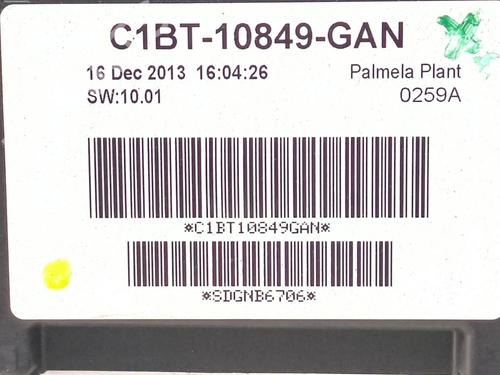 C1BT-10849-GAN
16 Dec 2013 16:04:26 Palmela Plant
SW:10.01 0259A
*C1BT10849GAN*
*SDGNB6706*